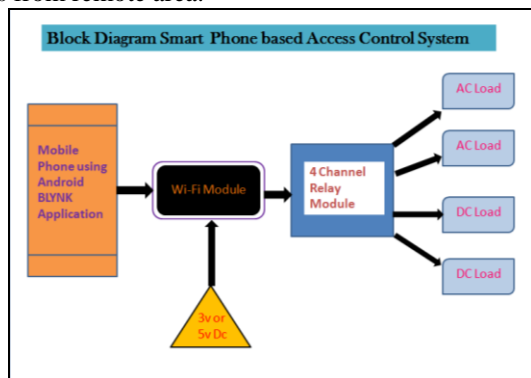 from remote area.
Block Diagram Smart Phone based Access Control System
Mobile
Phone using
Android
BLYNK
Application
Wi-Fi Module
3v or
5v Dc
4 Channel
Relay
Module
AC Load
AC Load
DC Load
DC Load